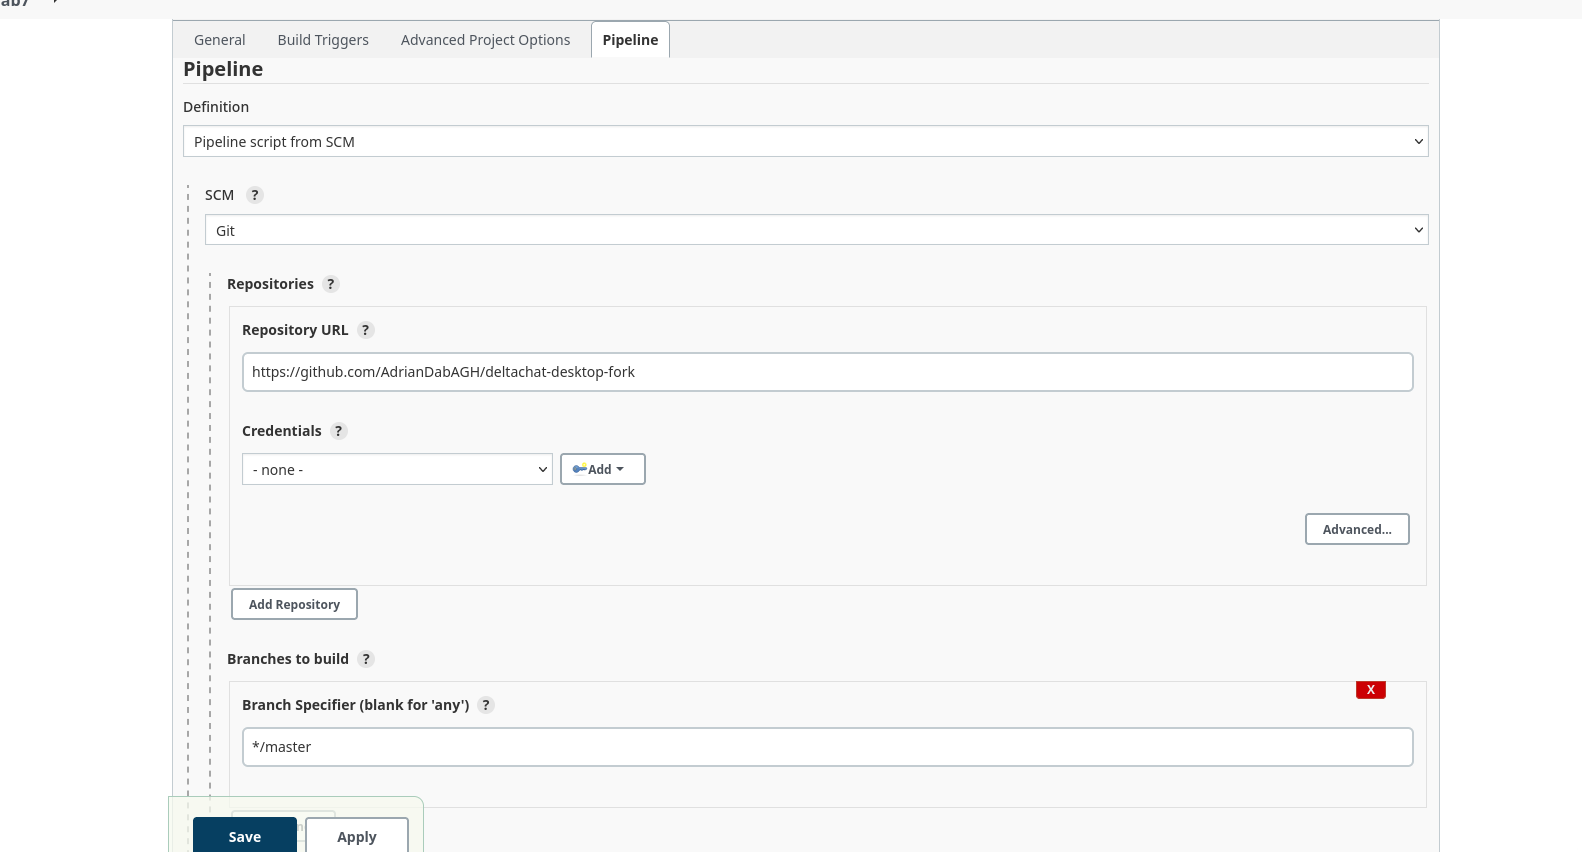 ab7
General Build Triggers Advanced Project Options Pipeline
Pipeline
Definition
Pipeline script from SCM
SCM ?
Git
Repositories ?
Repository URL ?
https://github.com/AdrianDabAGH/deltachat-desktop-fork
Credentials ?
- none - Add
Advanced...
Add Repository
Branches to build ?
X
Branch Specifier (blank for 'any') ?
*/master
Save Apply